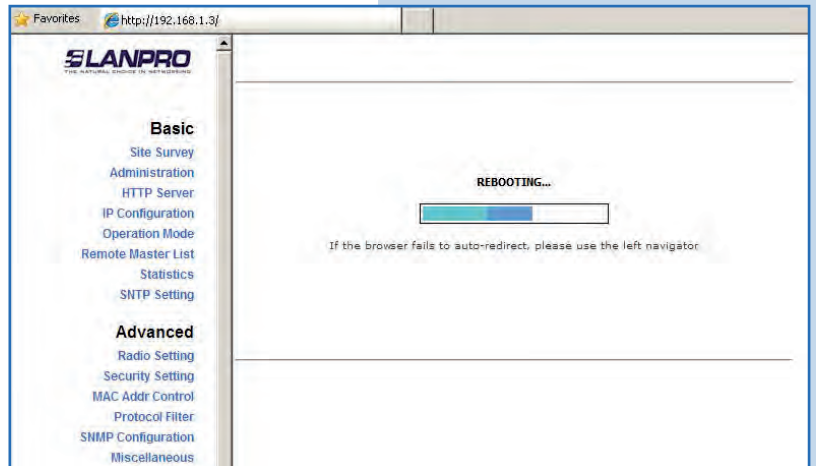 Favorites
http://192.168.1.3/
LANPRO
THE NATURAL CHOICE IN NETWORKING
Basic
Site Survey
Administration
HTTP Server
IP Configuration
Operation Mode
Remote Master List
Statistics
SNTP Setting
Advanced
Radio Setting
Security Setting
MAC Addr Control
Protocol Filter
SNMP Configuration
Miscellaneous
REBOOTING...
If the browser fails to auto-redirect, please use the left navigator